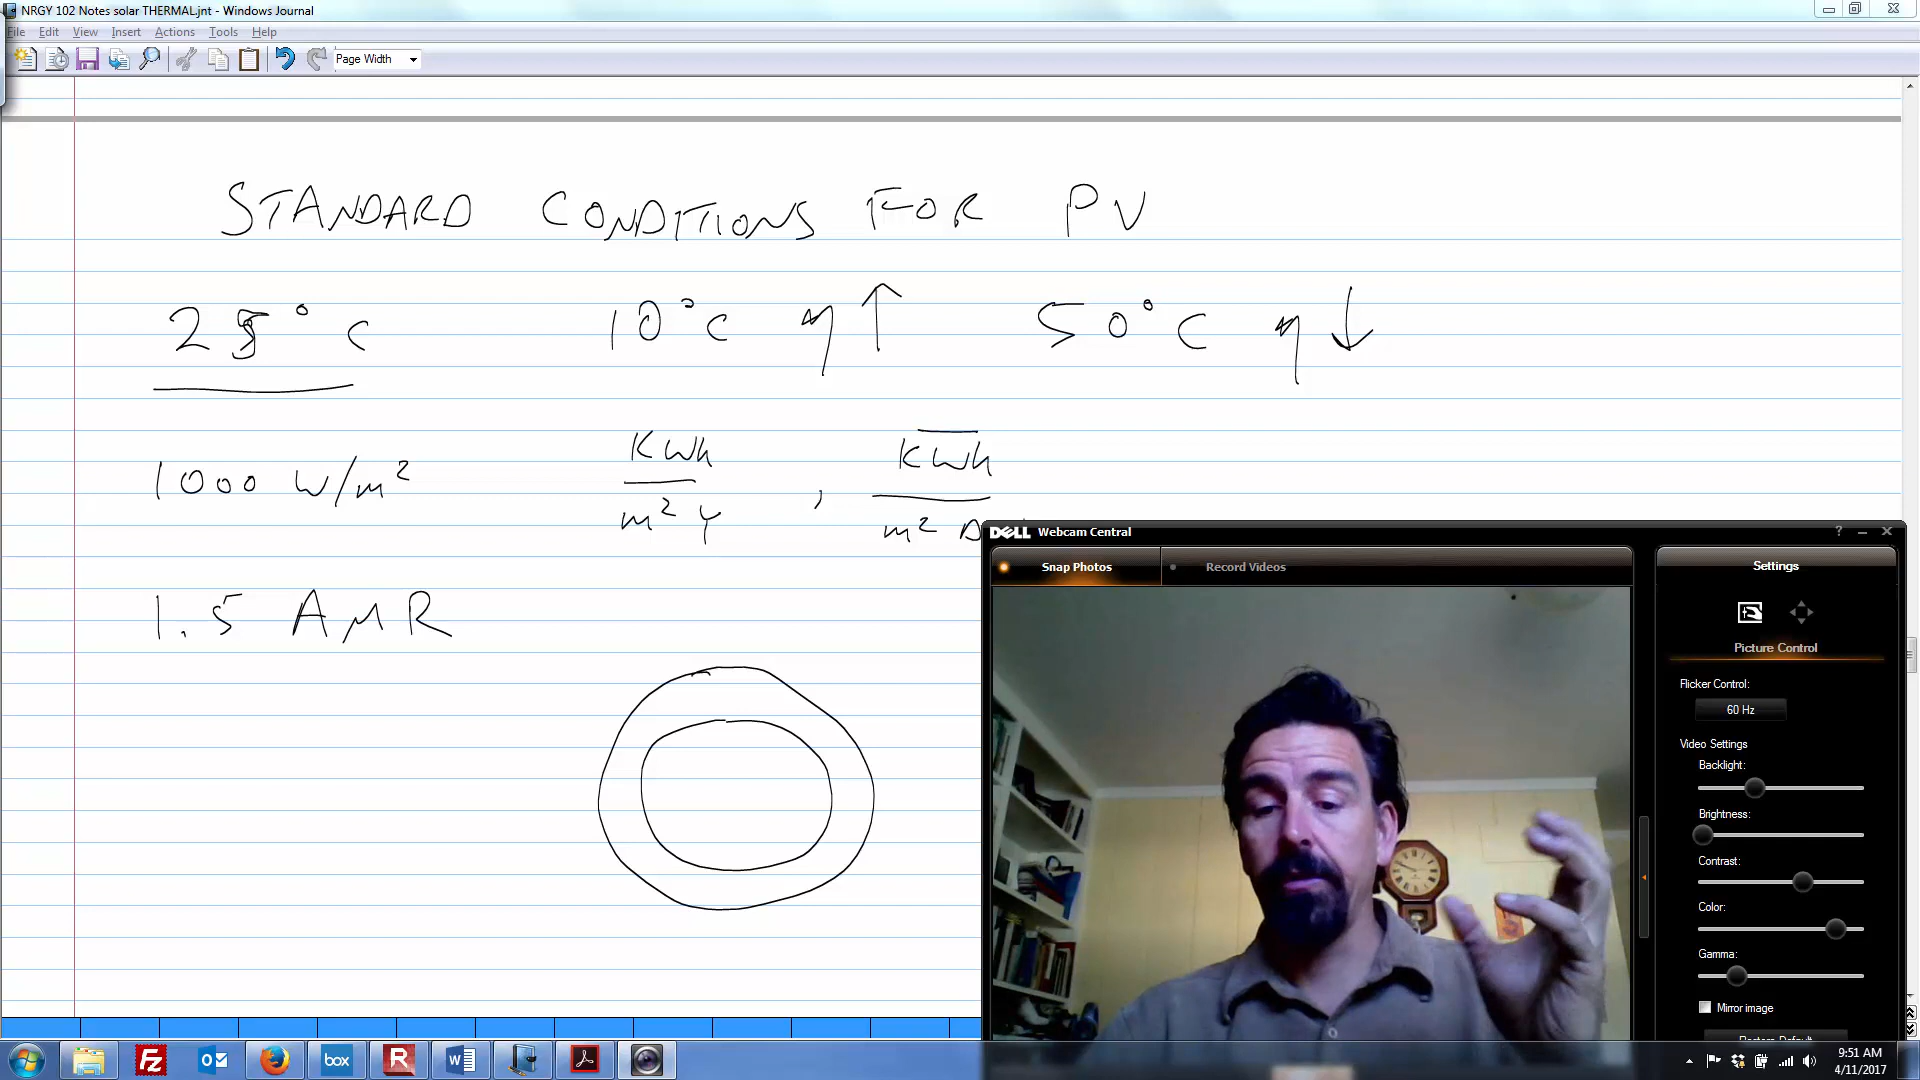 NRGY 102 Notes solar THERMAL.jnt - Windows Journal
File Edit View Insert Actions Tools Help
Page Width
STANDARD CONDITIONS FOR PV
25°C 10°C η↑ 50°C η↓
1000 W/m² KWh/m² Y , KWh/m² D
1.5 AMR
DELL Webcam Central
Snap Photos Record Videos Settings
Picture Control
Flicker Control:
60 Hz
Video Settings
Backlight:
Brightness:
Contrast:
Color:
Gamma:
Mirror image
Restore Default
Fz box R W
9:51 AM
4/11/2017